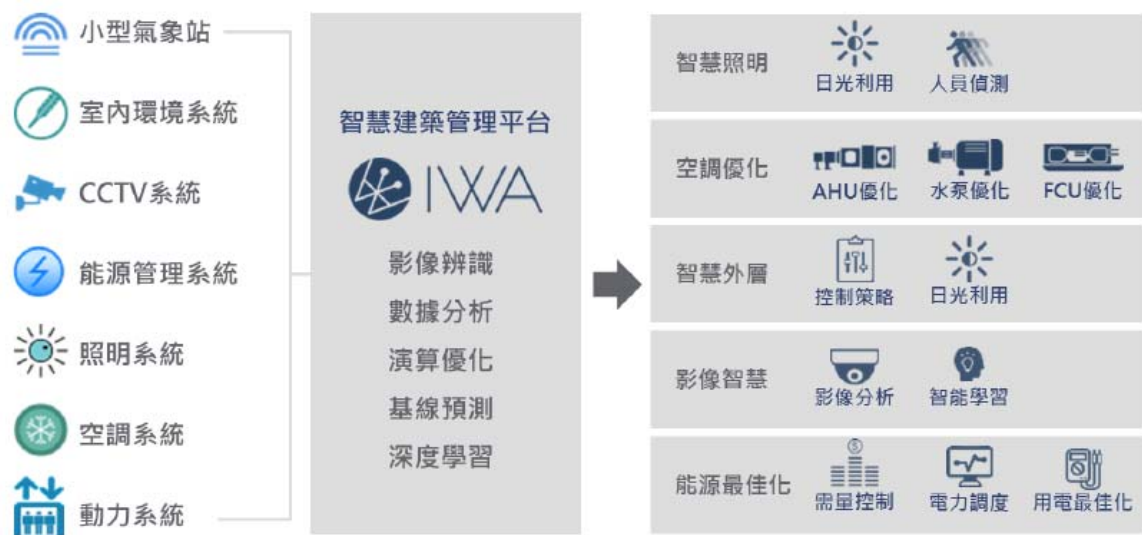 小型氣象站
室內環境系統
CCTV系統
能源管理系統
照明系統
空調系統
動力系統
智慧建築管理平台
IWA
影像辨識
數據分析
演算優化
基線預測
深度學習
智慧照明
日光利用
人員偵測
空調優化
AHU優化
水泵優化
FCU優化
智慧外層
控制策略
日光利用
影像智慧
影像分析
智能學習
能源最佳化
需量控制
電力調度
用電最佳化